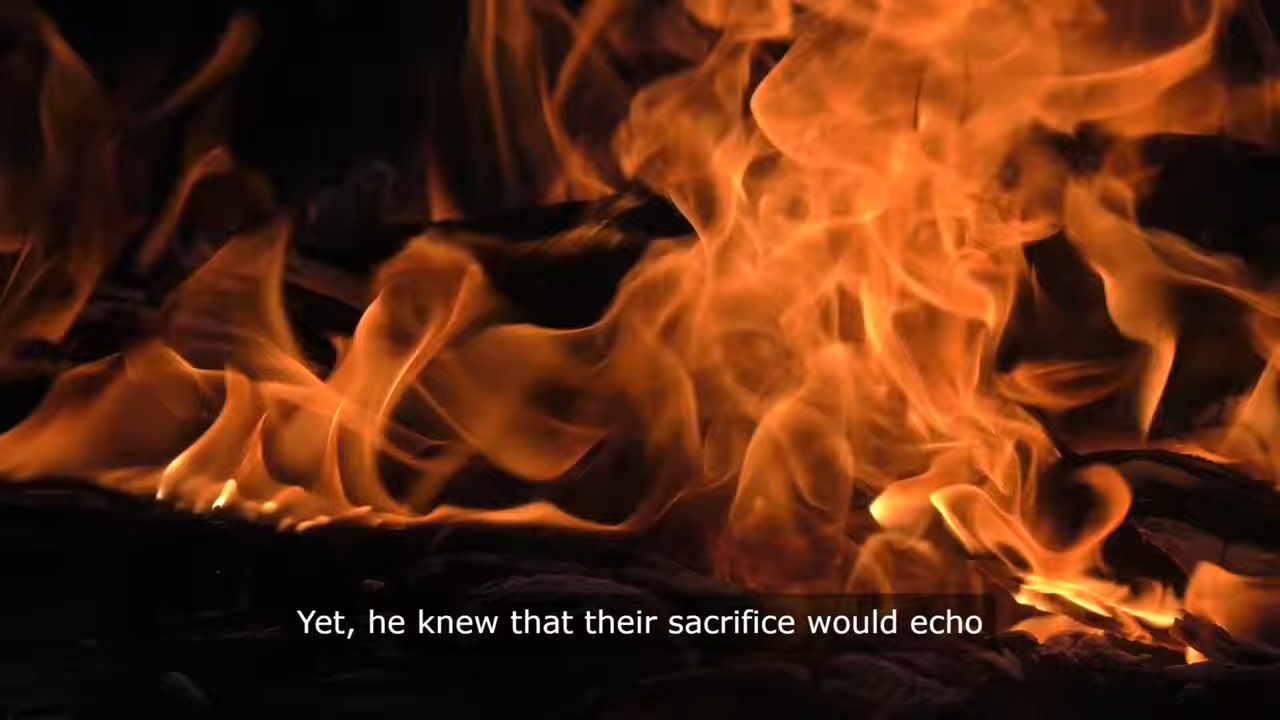 Yet, he knew that their sacrifice would echo